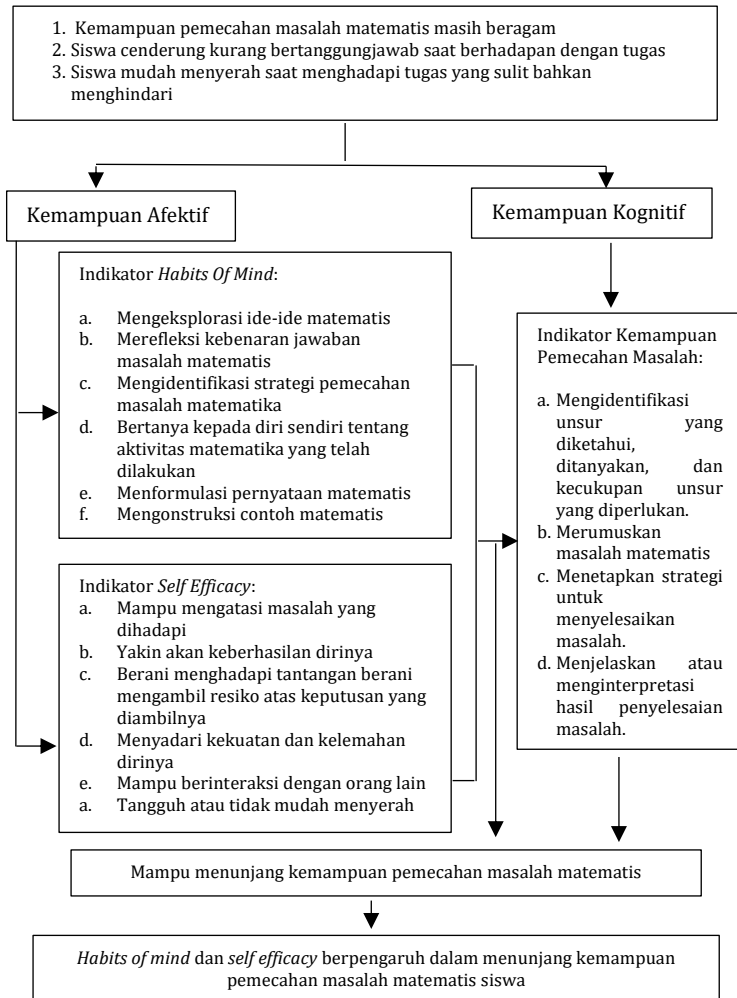 1. Kemampuan pemecahan masalah matematis masih beragam
2. Siswa cenderung kurang bertanggungjawab saat berhadapan dengan tugas
3. Siswa mudah menyerah saat menghadapi tugas yang sulit bahkan
menghindari
Kemampuan Afektif
Kemampuan Kognitif
Indikator Habits Of Mind:
a. Mengeksplorasi ide-ide matematis
b. Merefleksi kebenaran jawaban
masalah matematis
c. Mengidentifikasi strategi pemecahan
masalah matematika
d. Bertanya kepada diri sendiri tentang
aktivitas matematika yang telah
dilakukan
e. Menformulasi pernyataan matematis
f. Mengonstruksi contoh matematis
Indikator Self Efficacy:
a. Mampu mengatasi masalah yang
dihadapi
b. Yakin akan keberhasilan dirinya
c. Berani menghadapi tantangan berani
mengambil resiko atas keputusan yang
diambilnya
d. Menyadari kekuatan dan kelemahan
dirinya
e. Mampu berinteraksi dengan orang lain
a. Tangguh atau tidak mudah menyerah
Indikator Kemampuan
Pemecahan Masalah:
a. Mengidentifikasi
unsur yang
diketahui,
ditanyakan, dan
kecukupan unsur
yang diperlukan.
b. Merumuskan
masalah matematis
c. Menetapkan strategi
untuk
menyelesaikan
masalah.
d. Menjelaskan atau
menginterpretasi
hasil penyelesaian
masalah.
Mampu menunjang kemampuan pemecahan masalah matematis
Habits of mind dan self efficacy berpengaruh dalam menunjang kemampuan
pemecahan masalah matematis siswa